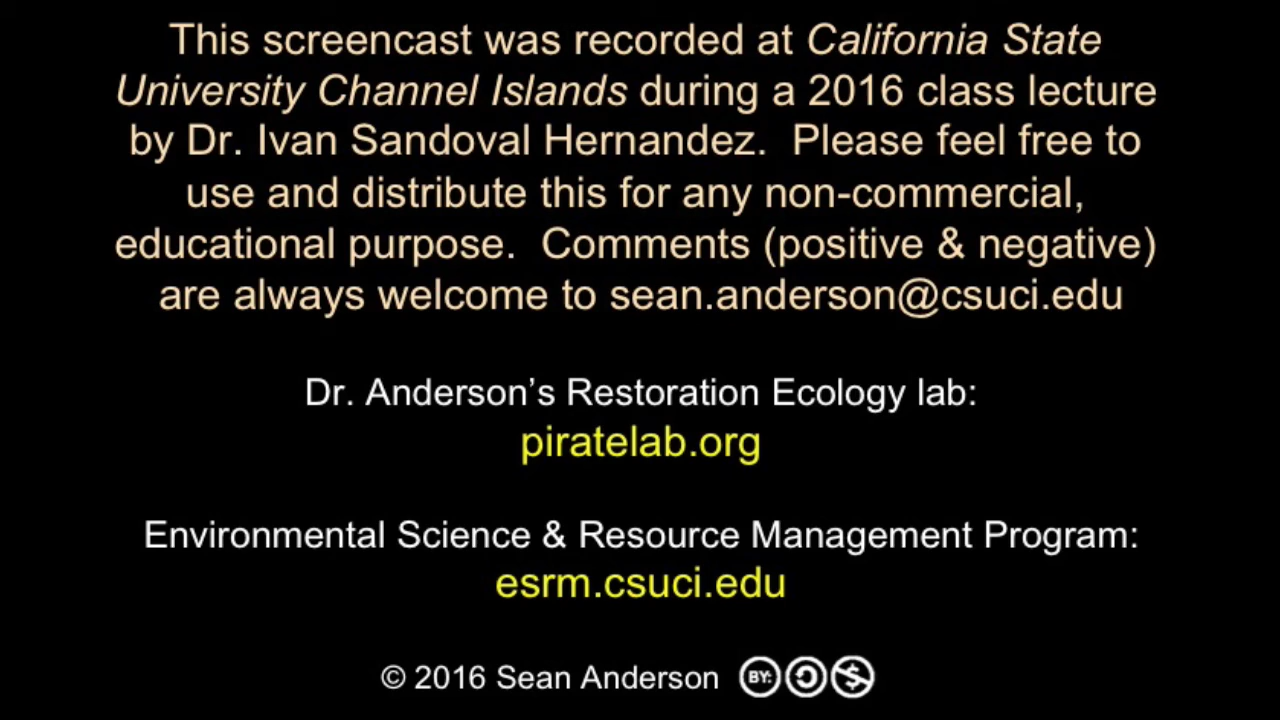 This screencast was recorded at California State
University Channel Islands during a 2016 class lecture
by Dr. Ivan Sandoval Hernandez.  Please feel free to
use and distribute this for any non-commercial,
educational purpose.  Comments (positive & negative)
are always welcome to sean.anderson@csuci.edu
Dr. Anderson’s Restoration Ecology lab:
piratelab.org
Environmental Science & Resource Management Program:
esrm.csuci.edu
© 2016 Sean Anderson BY: $